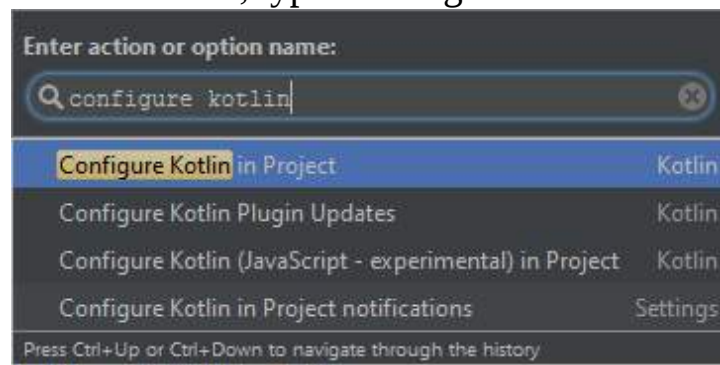 Enter action or option name:
configure kotlin
Configure Kotlin in Project Kotlin
Configure Kotlin Plugin Updates Kotlin
Configure Kotlin (JavaScript - experimental) in Project Kotlin
Configure Kotlin in Project notifications Settings
Press Ctrl+Up or Ctrl+Down to navigate through the history